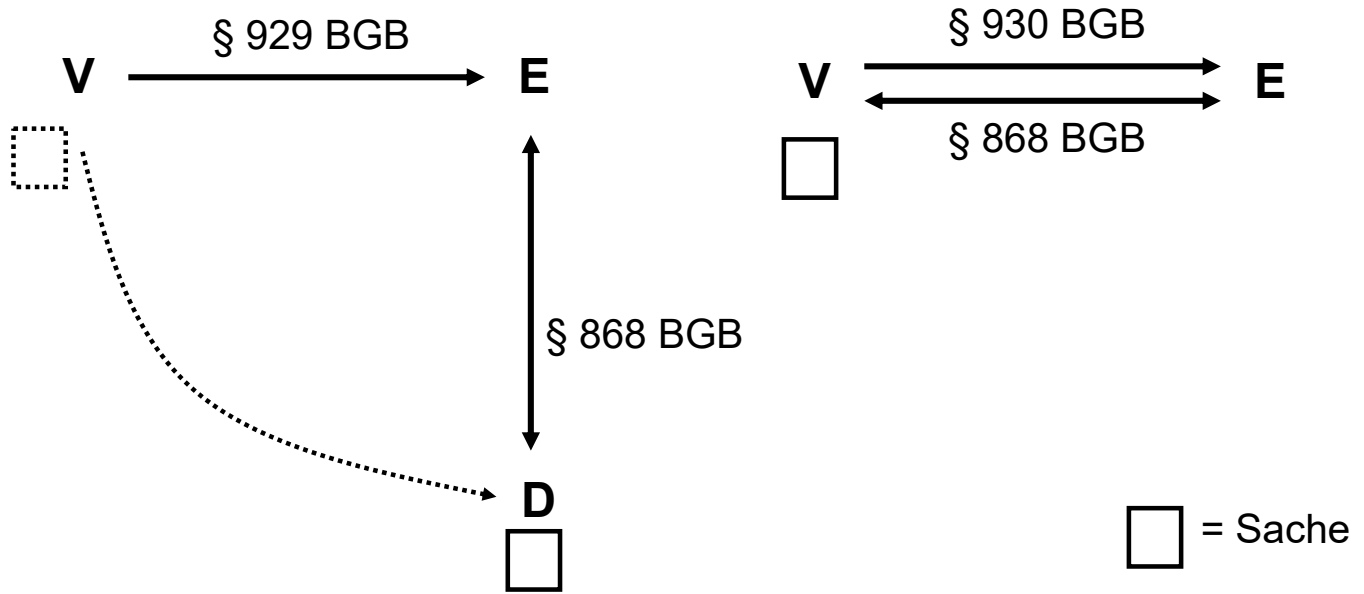 § 929 BGB
V
E
§ 868 BGB
D
§ 930 BGB
V
E
§ 868 BGB
= Sache